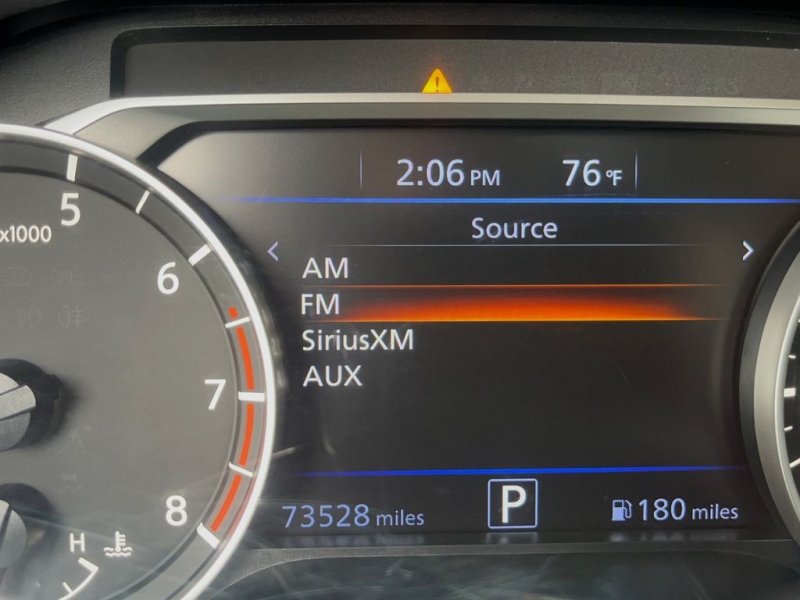 2:06 PM 76 °F
Source
AM
FM
SiriusXM
AUX
73528 miles P 180 miles
5
x1000
6
7
8
H